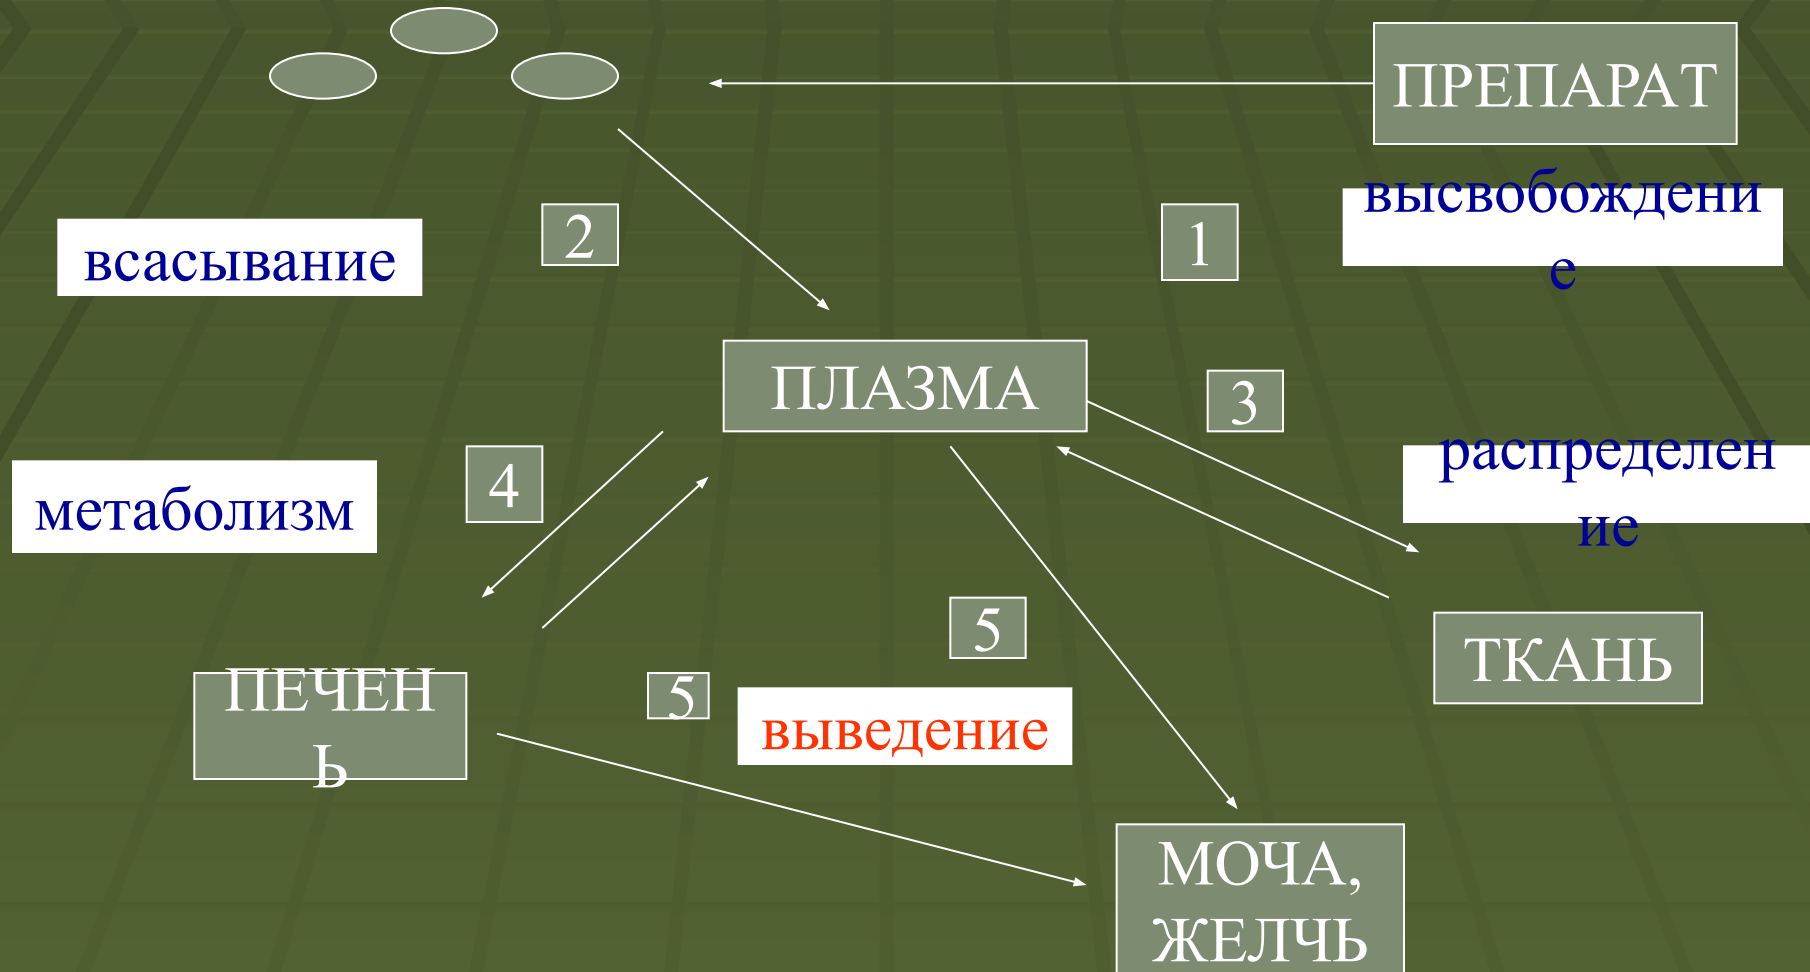 ПРЕПАРАТ
высвобождени
е
2
1
всасывание
ПЛАЗМА
3
распределен
ие
4
метаболизм
5
ТКАНЬ
ПЕЧЕН
Ь
5
выведение
МОЧА,
ЖЕЛЧЬ